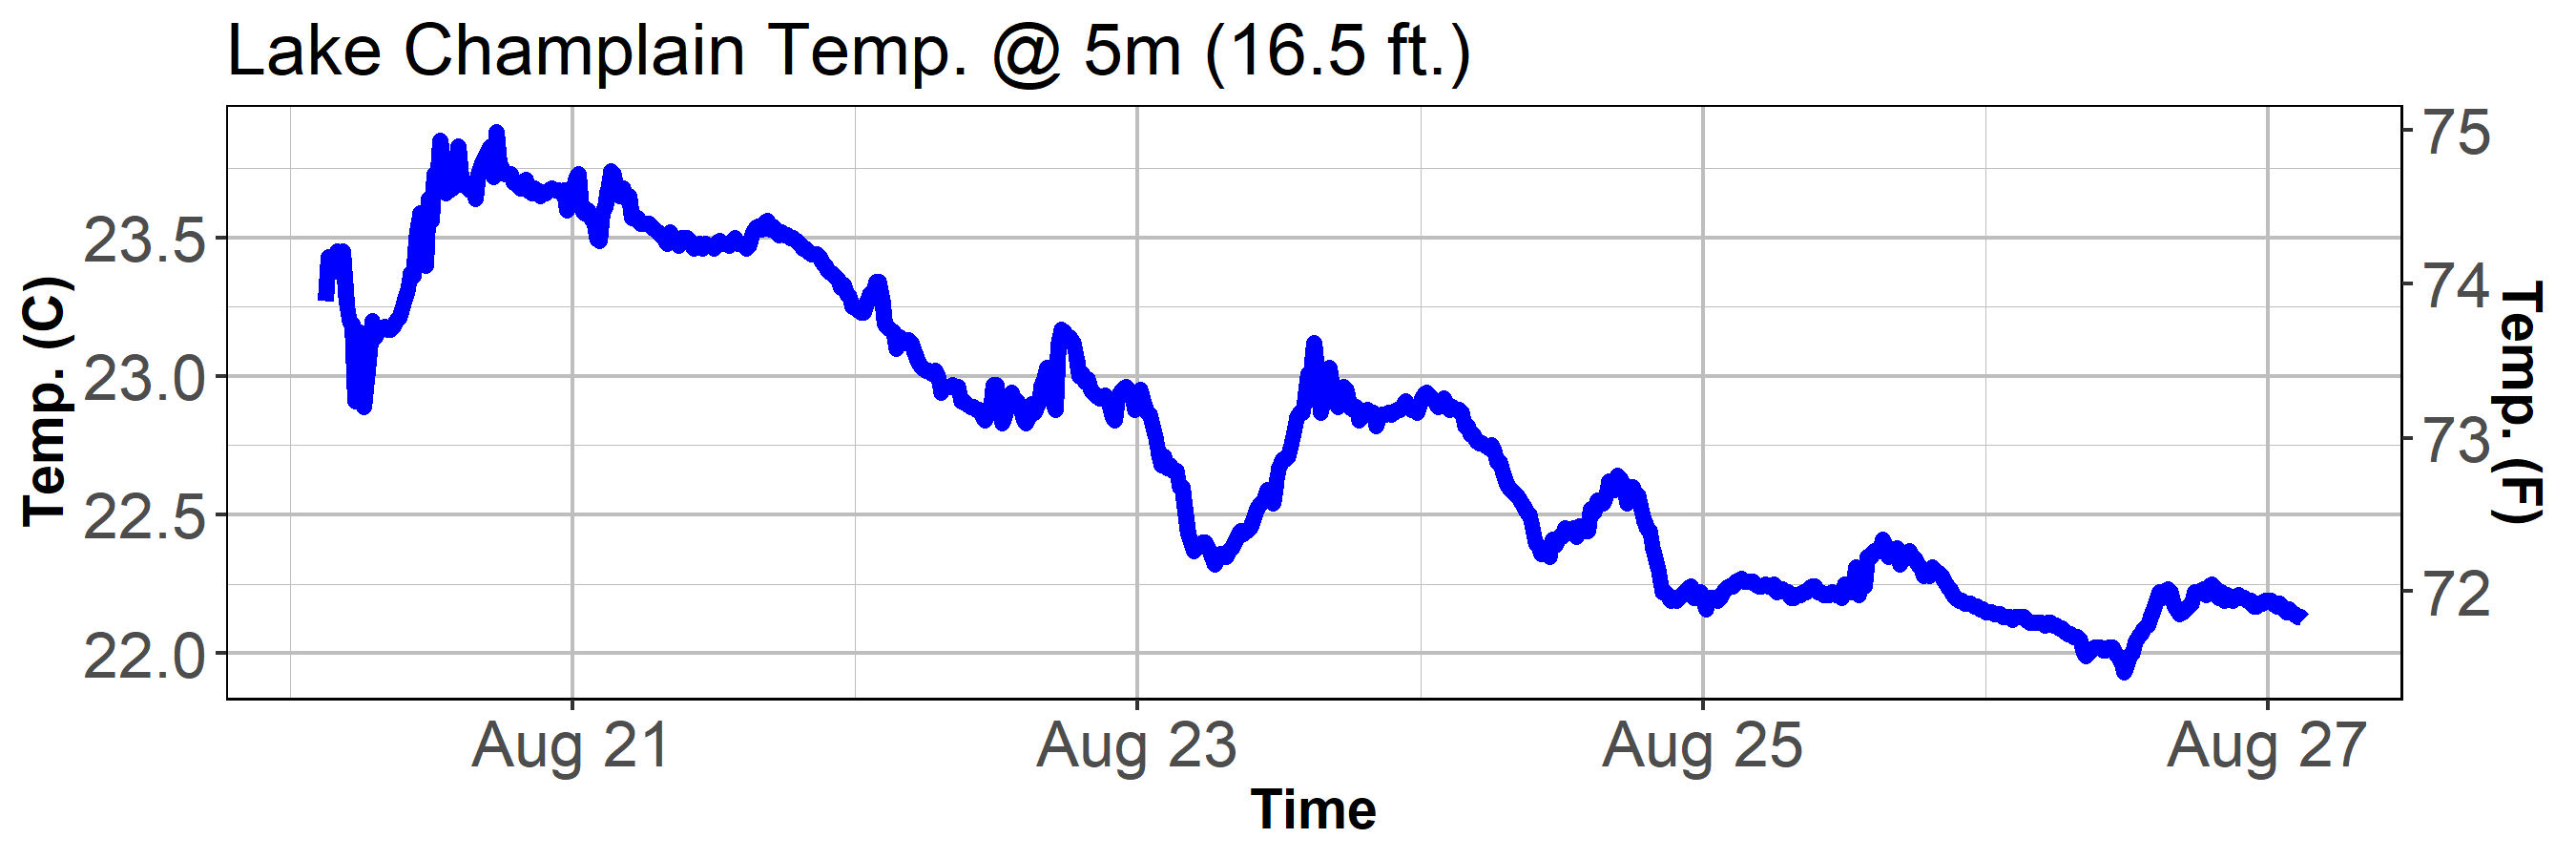 Lake Champlain Temp. @ 5m (16.5 ft.)
Temp. (C)
23.5
23.0
22.5
22.0
75
74
73
72
Temp. (F)
Aug 21
Aug 23
Aug 25
Aug 27
Time